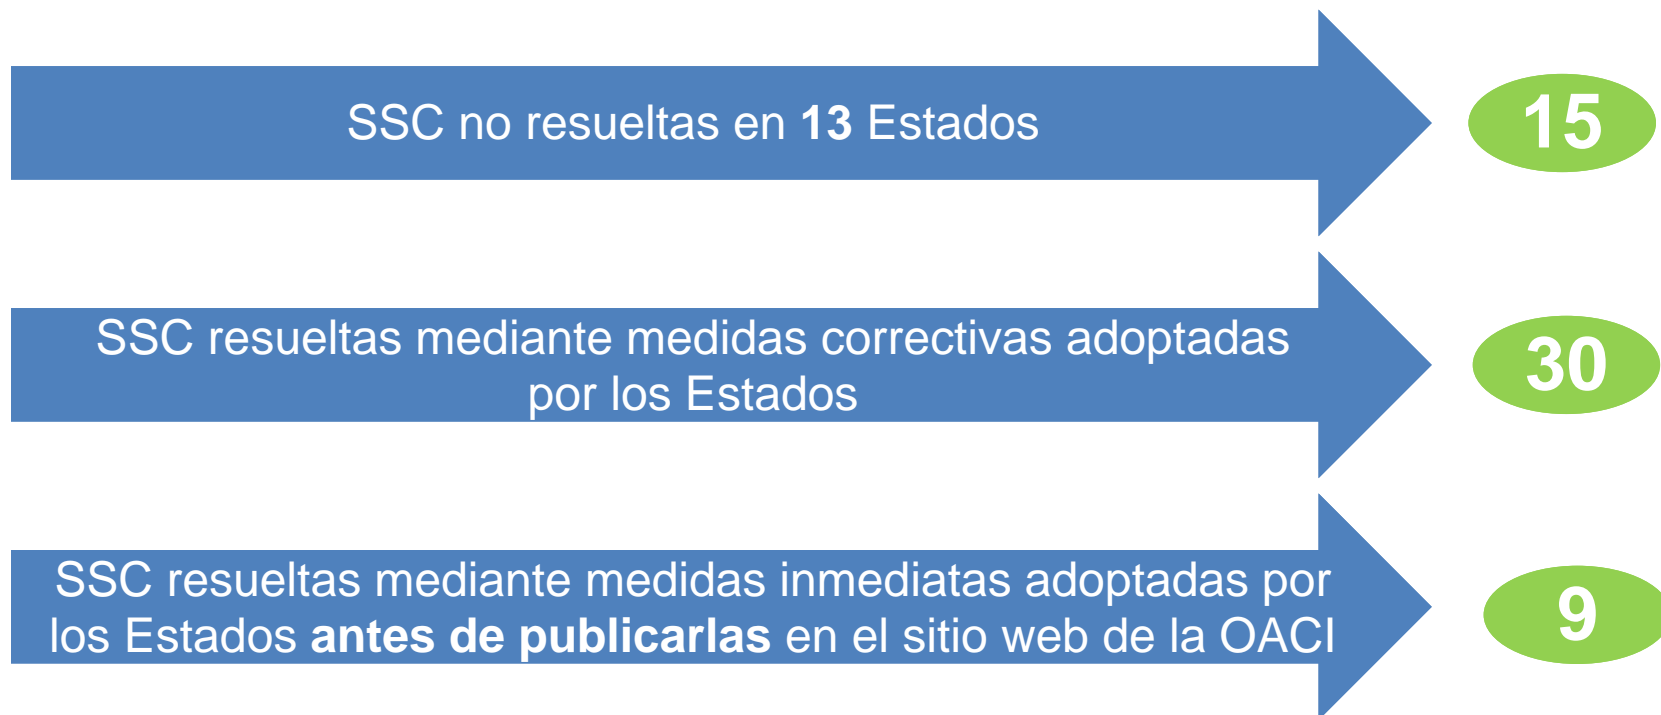 SSC no resueltas en 13 Estados
15
SSC resueltas mediante medidas correctivas adoptadas
por los Estados
30
SSC resueltas mediante medidas inmediatas adoptadas por
los Estados antes de publicarlas en el sitio web de la OACI
9